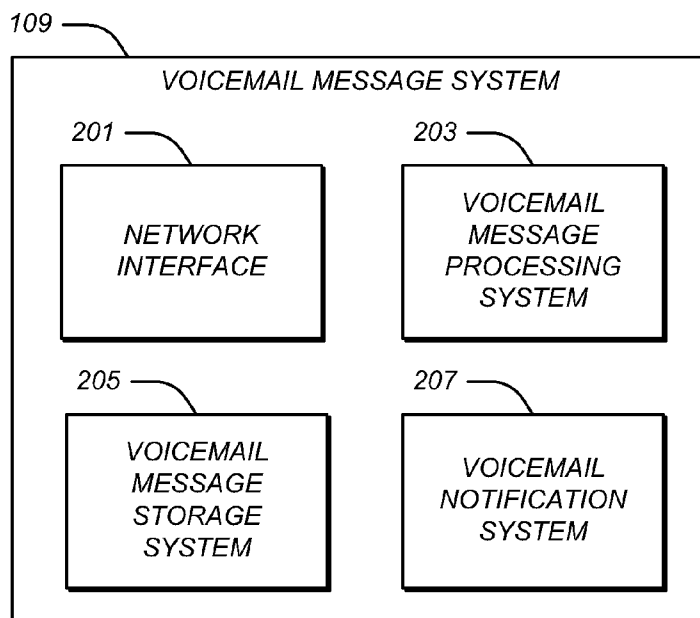 109
VOICEMAIL MESSAGE SYSTEM
201
NETWORK
INTERFACE
203
VOICEMAIL
MESSAGE
PROCESSING
SYSTEM
205
VOICEMAIL
MESSAGE
STORAGE
SYSTEM
207
VOICEMAIL
NOTIFICATION
SYSTEM